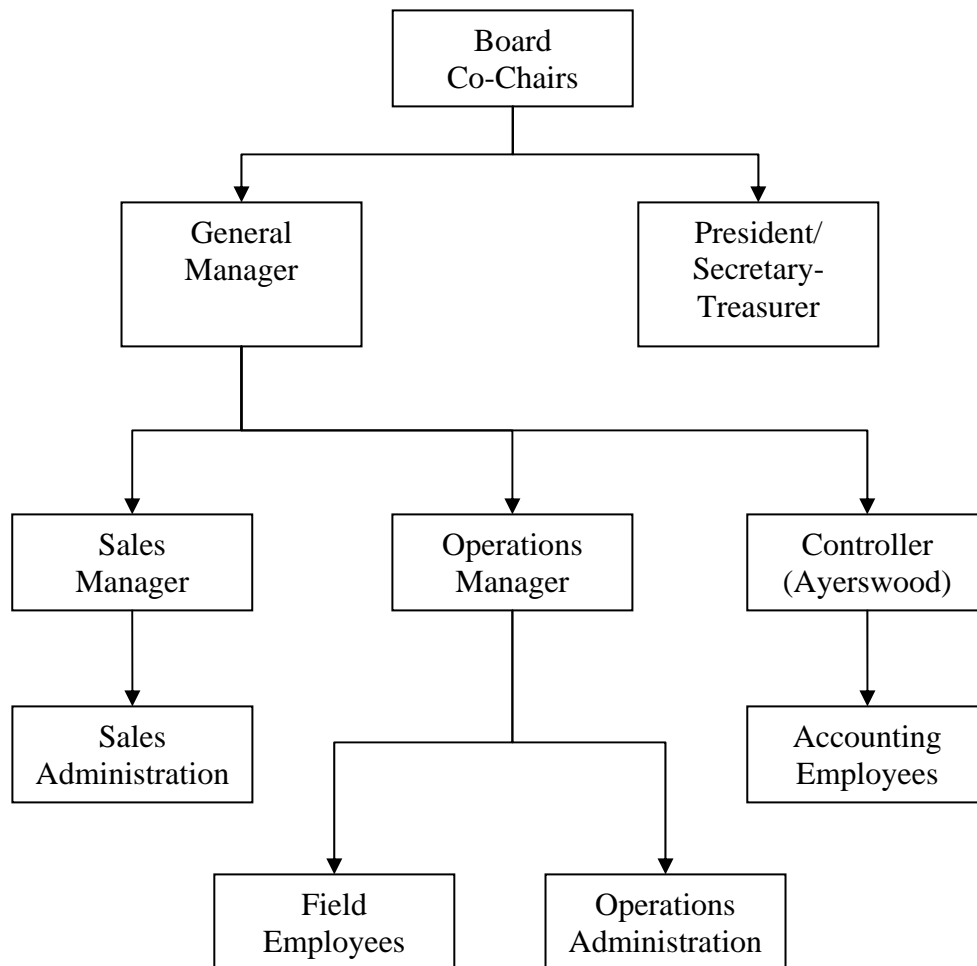 Board
Co-Chairs
General
Manager
President/
Secretary-
Treasurer
Sales
Manager
Operations
Manager
Controller
(Ayerswood)
Sales
Administration
Accounting
Employees
Field
Employees
Operations
Administration